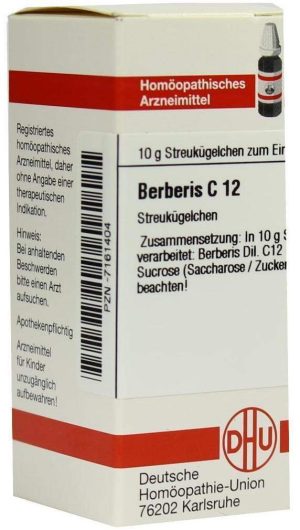 Homöopathisches
Arzneimittel
10 g Streukügelchen zum
Berberis C 12
Streukügelchen
Zusammensetzung: In 10 g
verarbeitet: Berberis Dil. C12
Sucrose (Saccharose / Zucker
beachten!
DHU
Deutsche
Homöopathie-Union
76202 Karlsruhe
Registriertes
homöopathisches
Arzneimittel, daher
ohne Angabe einer
therapeutischen
Indikation.
Hinweis:
Bei anhaltenden
Beschwerden
bitte einen Arzt
aufsuchen.
Apothekenpflichtig
Arzneimittel
für Kinder
unzugänglich
aufbewahren!
PZN -7161404